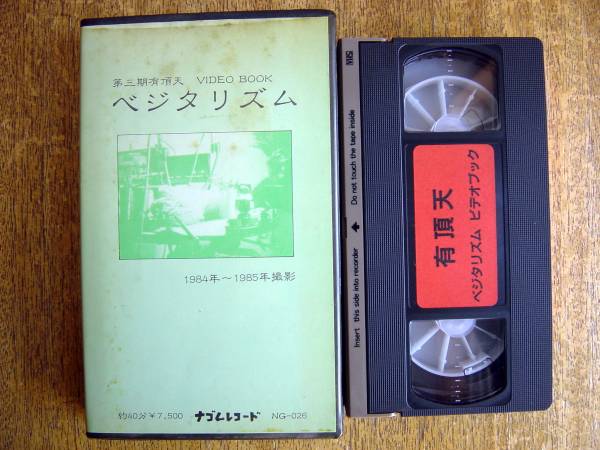 第三期有頂天 VIDEO BOOK
ベジタリズム
1984年～1985年撮影
約40分 ¥7,500 ナゴムレコード NG-026
VHS
Do not touch the tape inside
Insert this side into recorder
有頂天
ベジタリズム ビデオブック